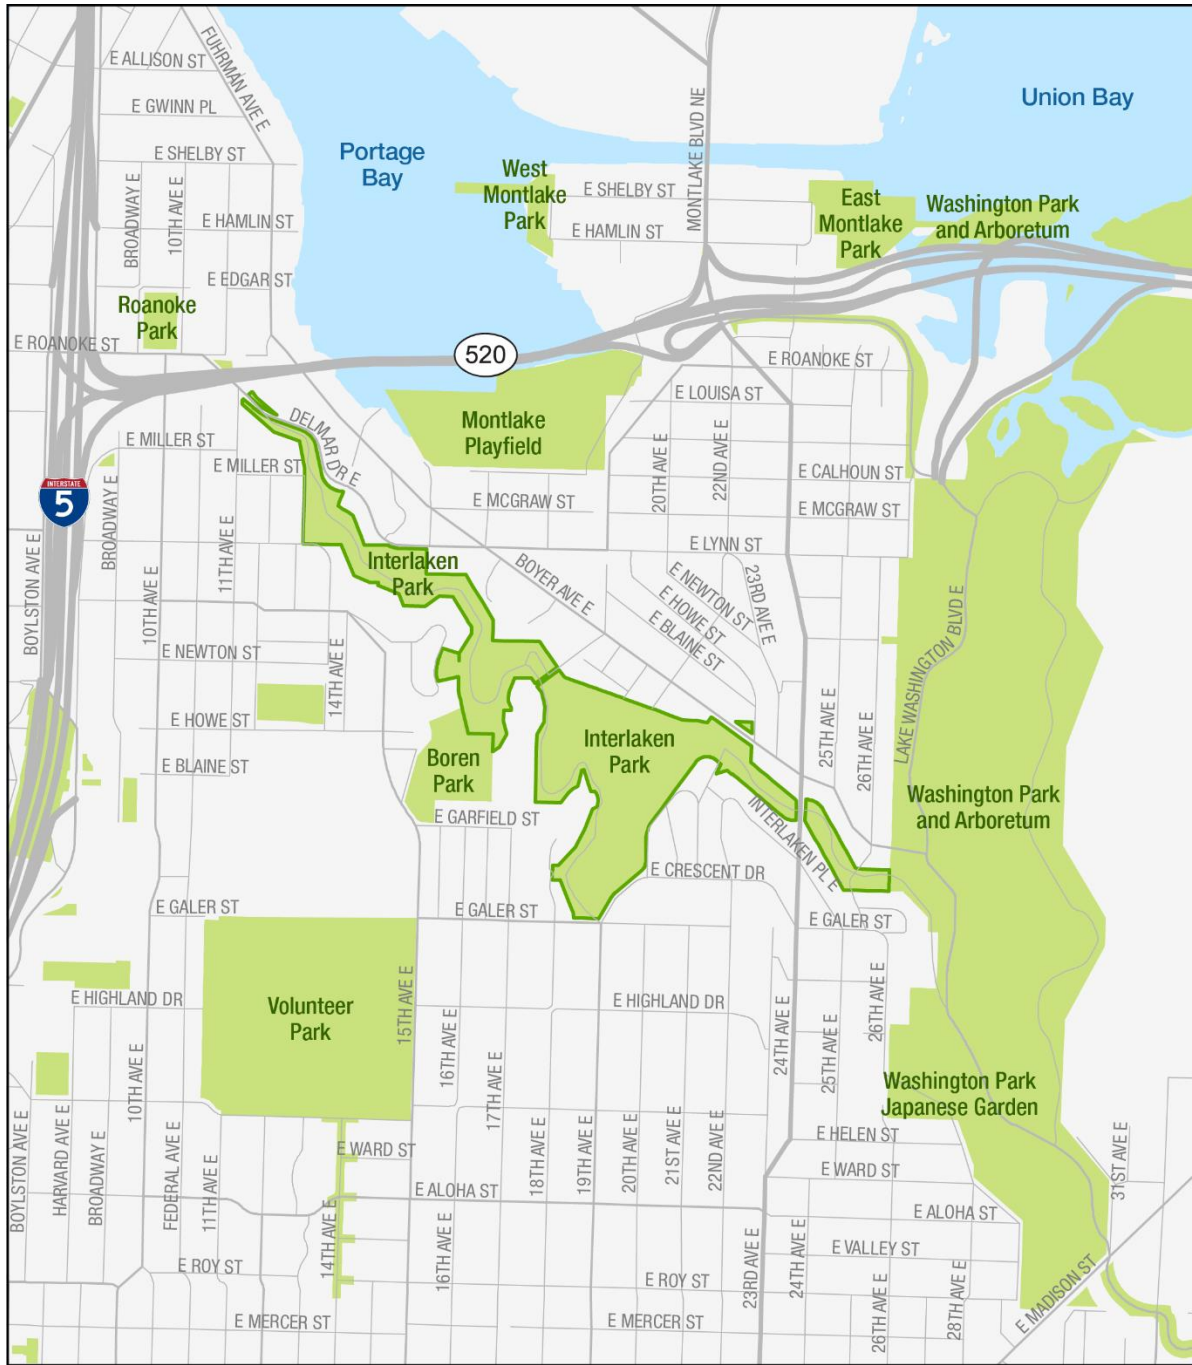 E ALLISON ST
FUHRMAN AVE E
E GWINN PL
MONTLAKE BLVD NE
Union Bay
Portage
Bay
E SHELBY ST
BROADWAY E
10TH AVE E
E HAMLIN ST
E EDGAR ST
West
Montlake
Park
E SHELBY ST
E HAMLIN ST
East
Montlake
Park
Washington Park
and Arboretum
Roanoke
Park
E ROANOKE ST
520
E ROANOKE ST
E LOUISA ST
Montlake
Playfield
DELMAR DR E
E MILLER ST
E MILLER ST
20TH AVE E
22ND AVE E
E CALHOUN ST
E MCGRAW ST
E MCGRAW ST
INTERSTATE
5
BOYLSTON AVE E
BROADWAY E
10TH AVE E
11TH AVE E
Interlaken
Park
BOYER AVE E
E LYNN ST
E NEWTON ST
E HOWE ST
E BLAINE ST
23RD AVE E
LAKE WASHINGTON BLVD E
E NEWTON ST
14TH AVE E
E HOWE ST
E BLAINE ST
Boren
Park
Interlaken
Park
25TH AVE E
26TH AVE E
Washington Park
and Arboretum
E GARFIELD ST
INTERLAKEN PL E
E CRESCENT DR
E GALER ST
E GALER ST
E GALER ST
E HIGHLAND DR
Volunteer
Park
15TH AVE E
E HIGHLAND DR
16TH AVE E
17TH AVE E
24TH AVE E
25TH AVE E
26TH AVE E
Washington Park
Japanese Garden
10TH AVE E
BOYLSTON AVE E
HARVARD AVE E
BROADWAY E
FEDERAL AVE E
11TH AVE E
14TH AVE E
E WARD ST
18TH AVE E
19TH AVE E
20TH AVE E
21ST AVE E
22ND AVE E
E HELEN ST
E WARD ST
31ST AVE E
E ALOHA ST
E ALOHA ST
16TH AVE E
23RD AVE E
24TH AVE E
E VALLEY ST
E ROY ST
E ROY ST
26TH AVE E
28TH AVE E
E MADISON ST
E MERCER ST
E MERCER ST